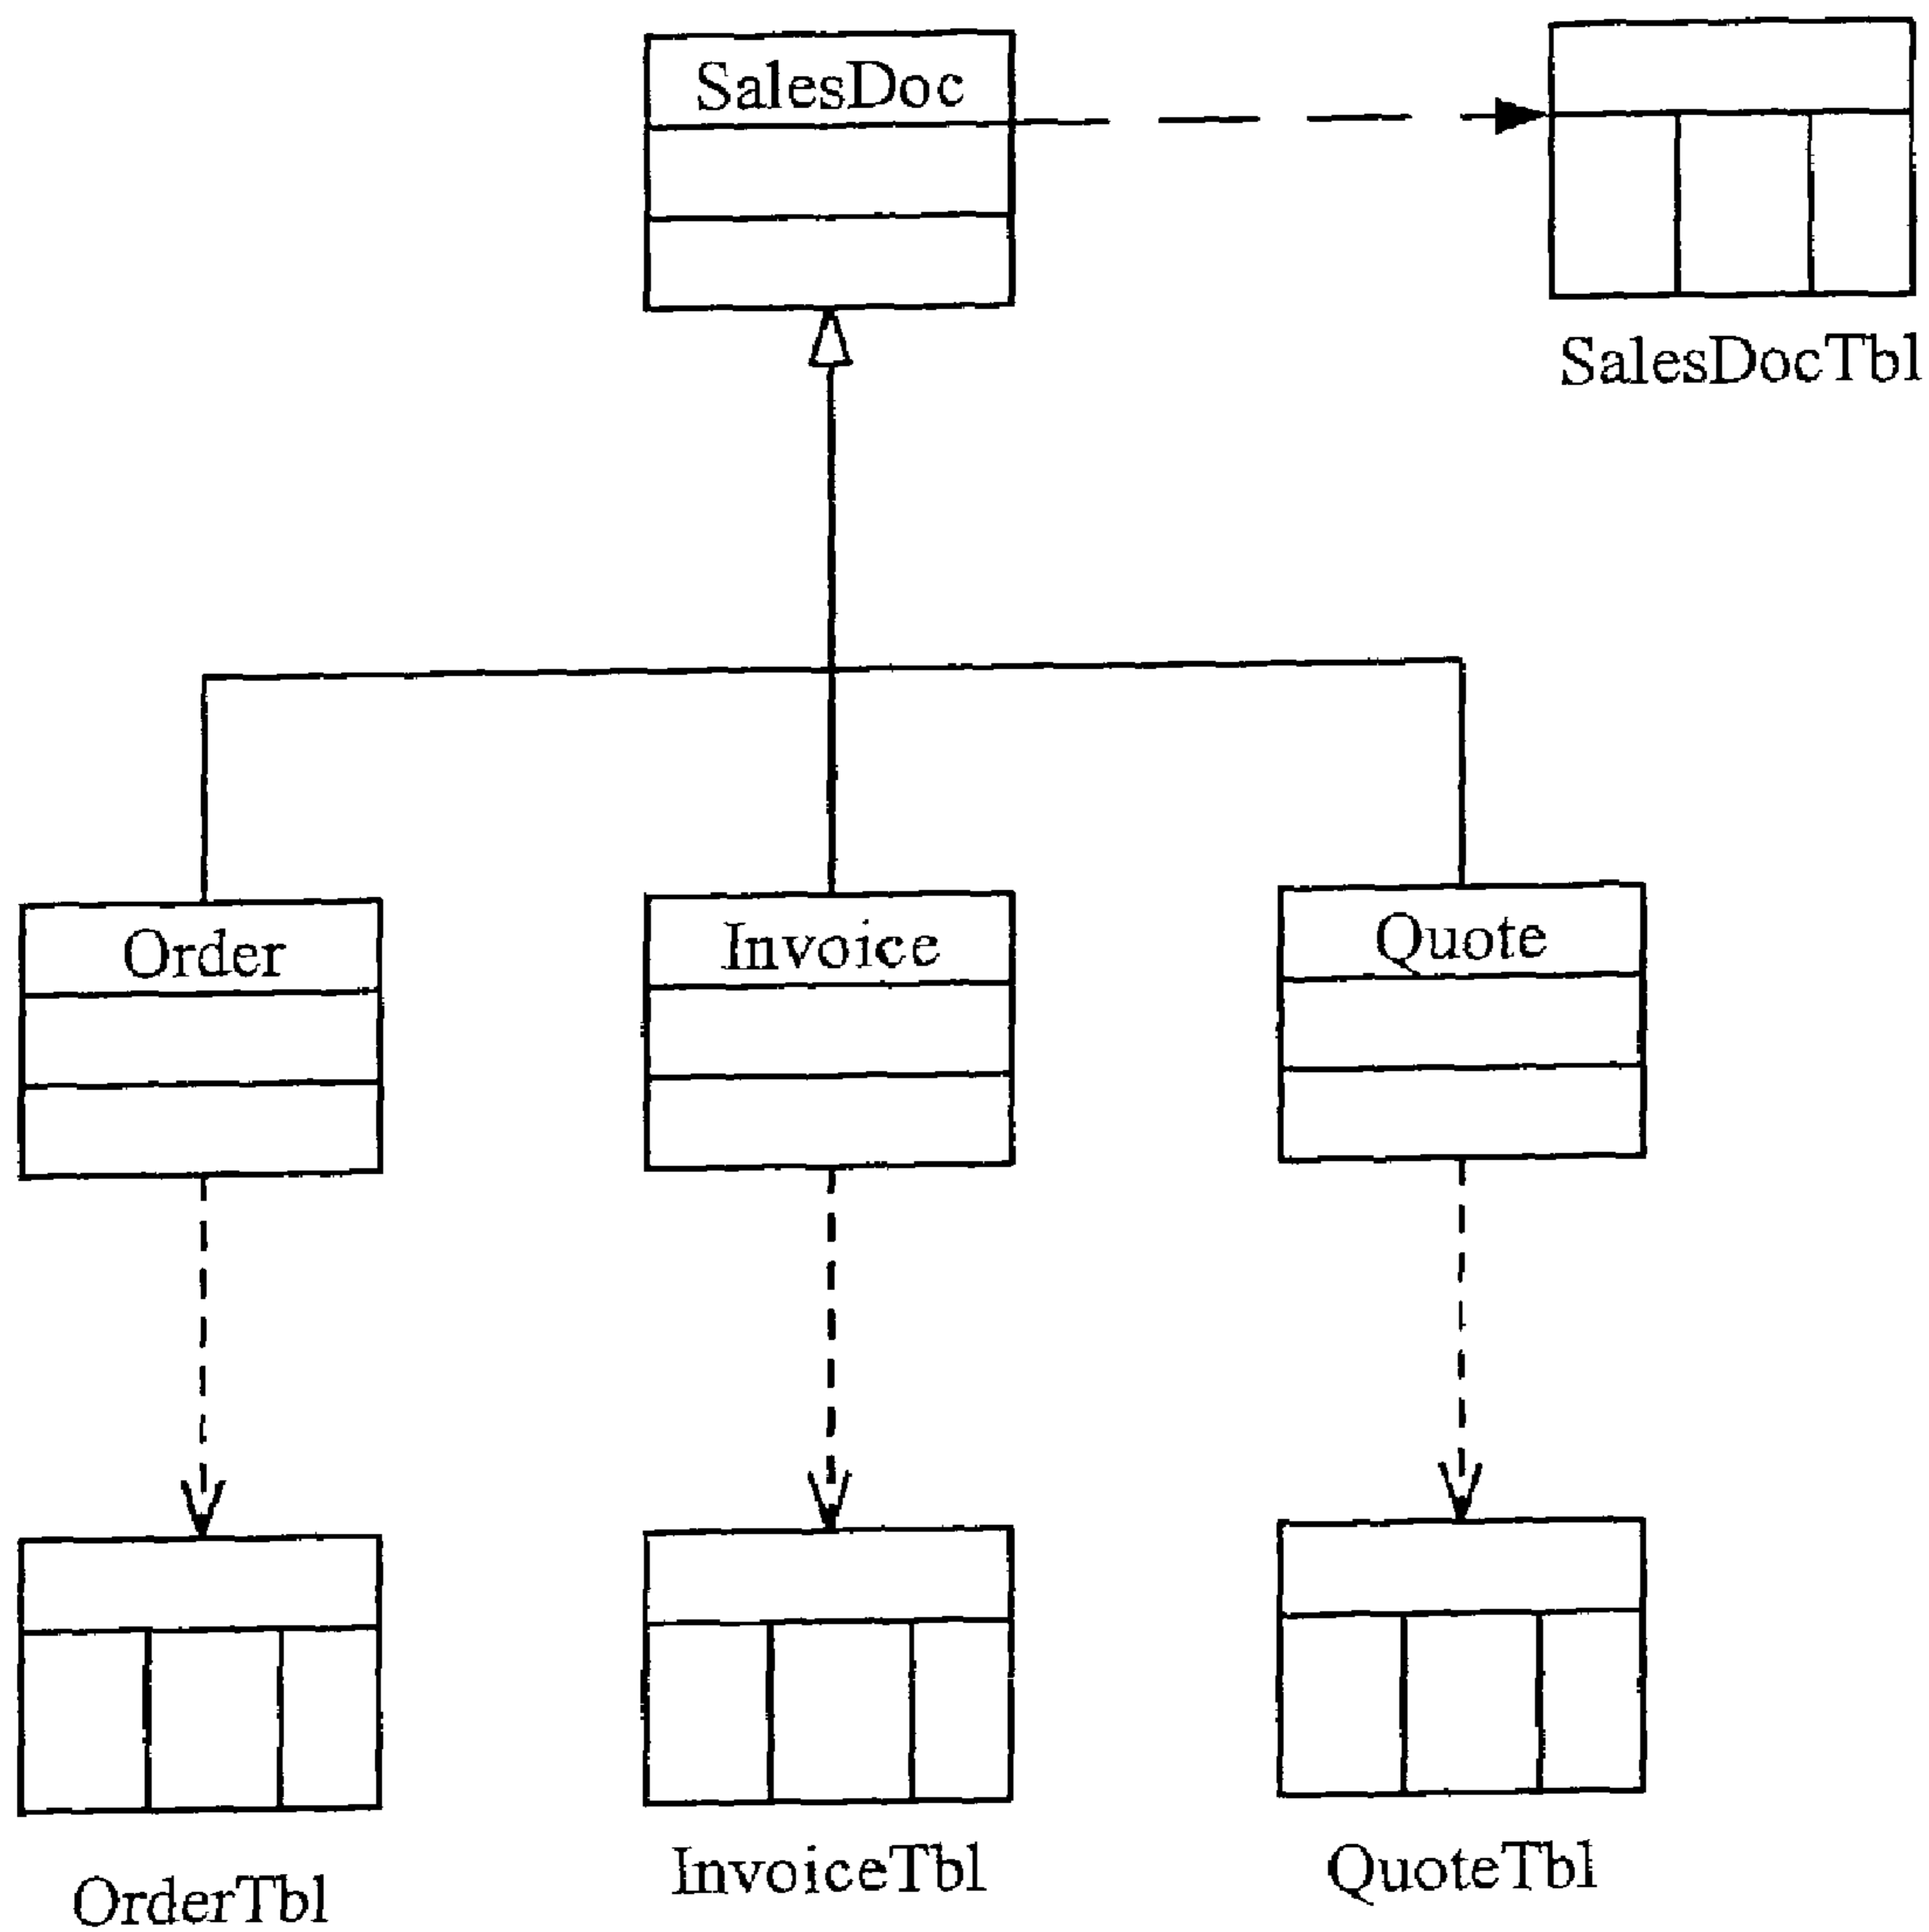 SalesDoc
SalesDocTbl
Order
Invoice
Quote
OrderTbl
InvoiceTbl
QuoteTbl